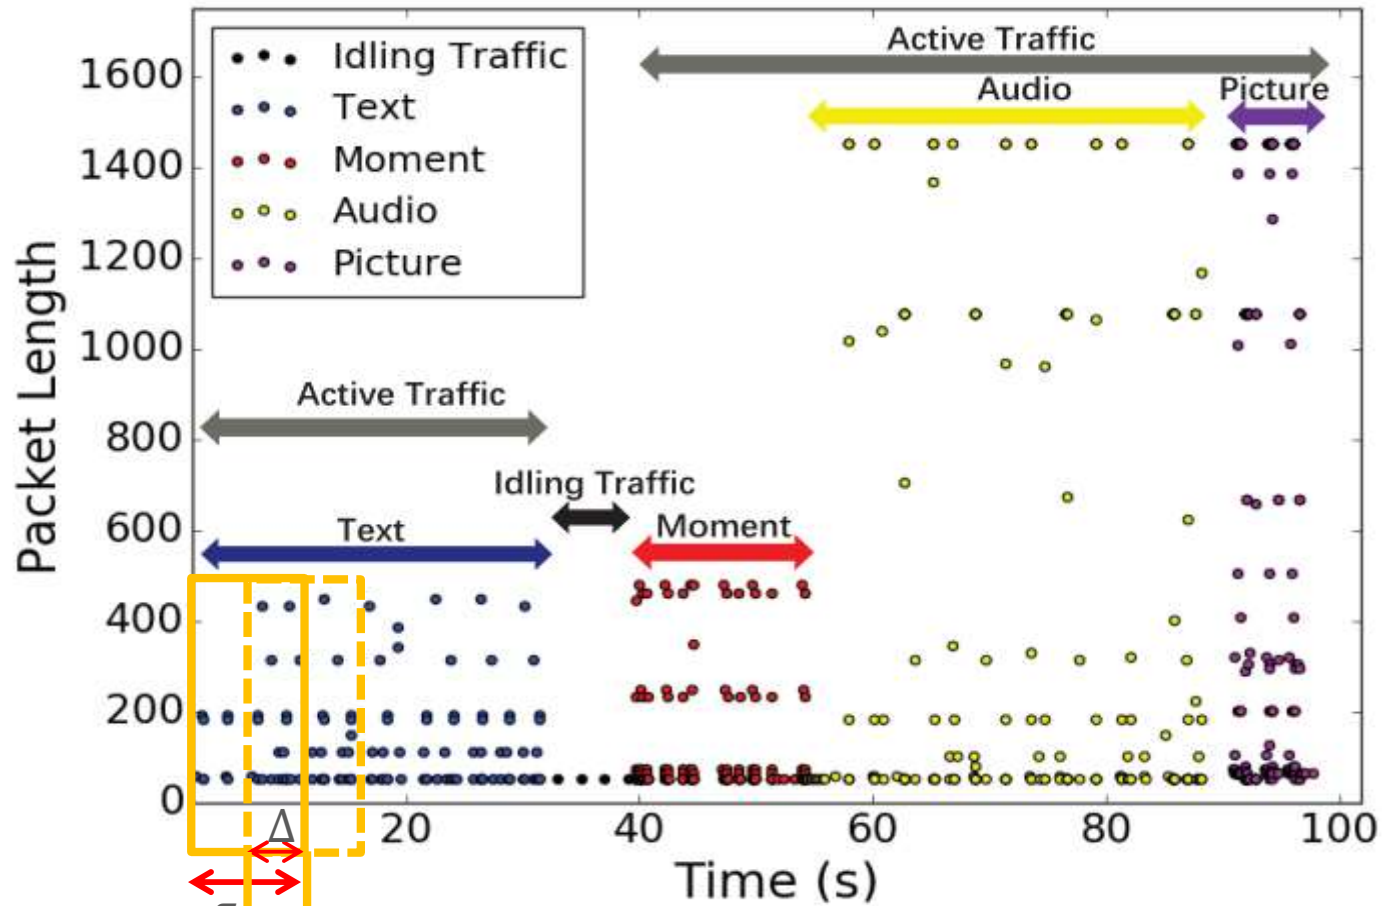 Idling Traffic
Text
Moment
Audio
Picture
Active Traffic
Audio
Picture
Active Traffic
Idling Traffic
Text
Moment
Packet Length
1600
1400
1200
1000
800
600
400
200
0
20
40
60
80
100
Time (s)
Δ